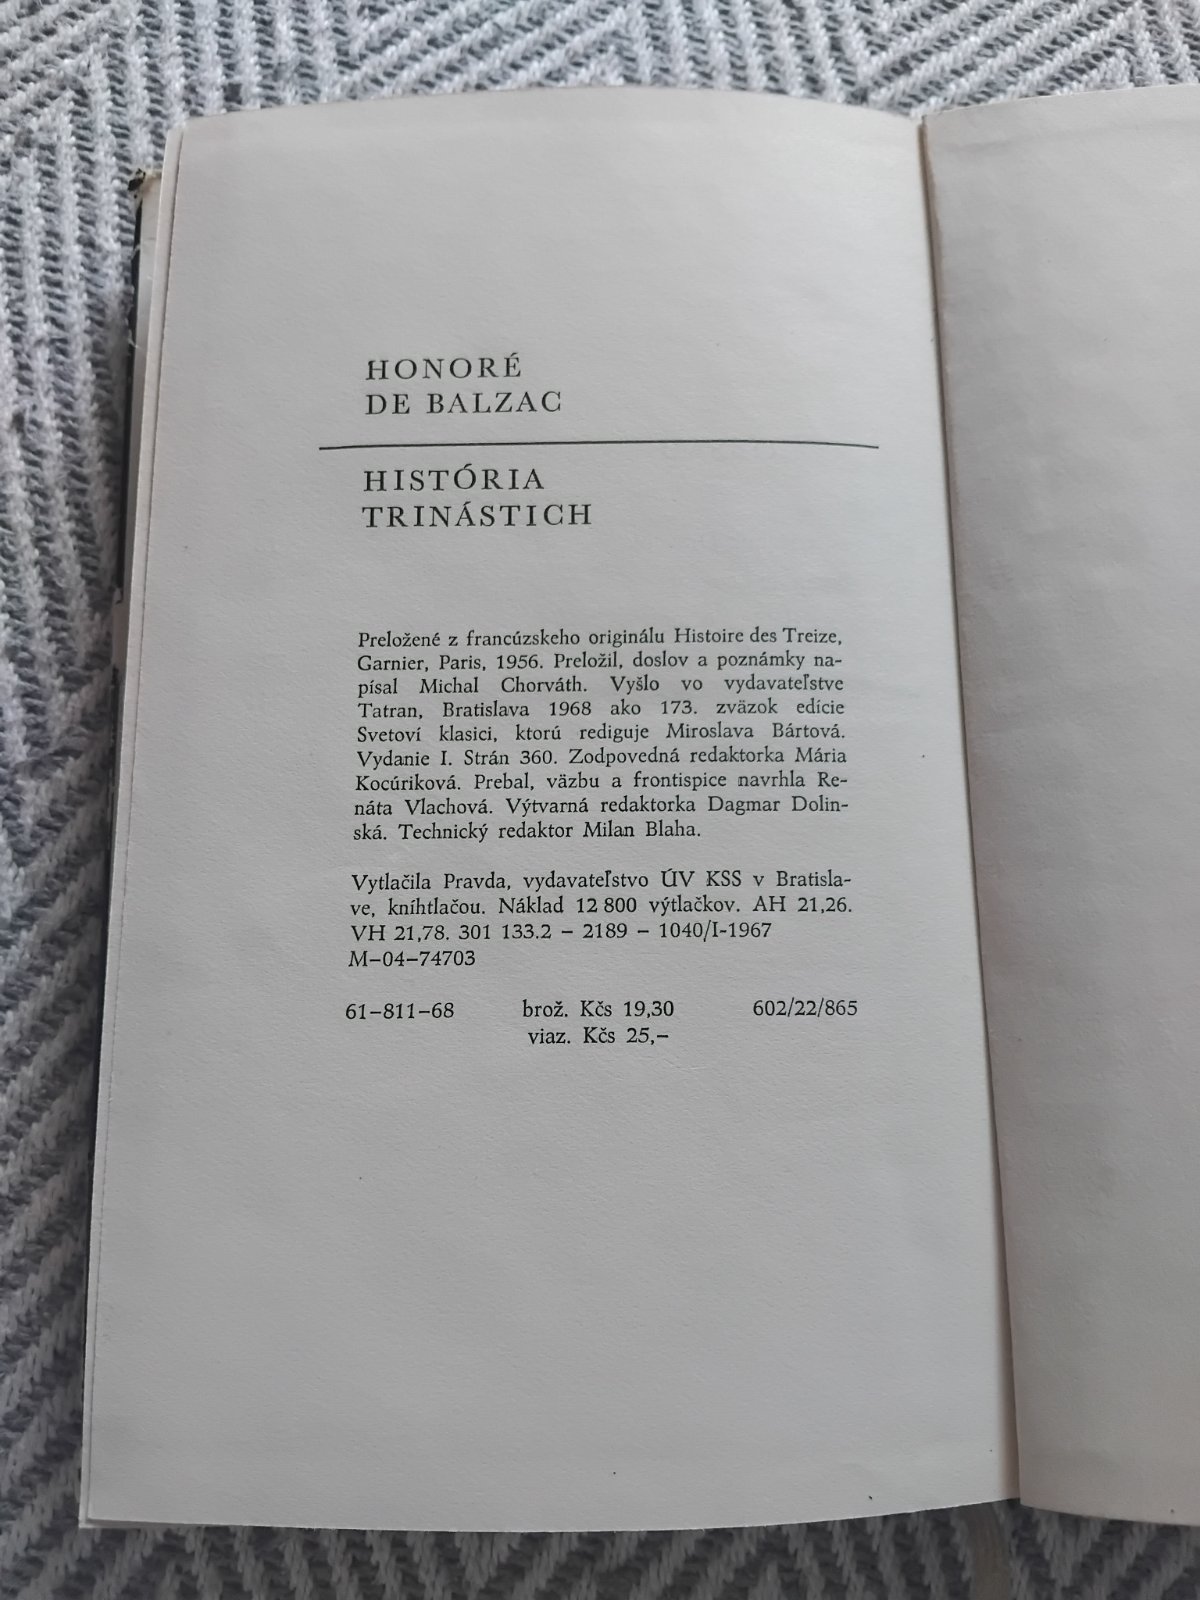 HONORÉ
DE BALZAC
HISTÓRIA
TRINÁSTICH
Preložené z francúzskeho originálu Histoire des Treize,
Garnier, Paris, 1956. Preložil, doslov a poznámky na-
písal Michal Chorváth. Vyšlo vo vydavateľstve
Tatran, Bratislava 1968 ako 173. zväzok edície
Svetoví klasici, ktorú rediguje Miroslava Bártová.
Vydanie I. Strán 360. Zodpovedná redaktorka Mária
Kocúriková. Prebal, väzbu a frontispice navrhla Re-
náta Vlachová. Výtvarná redaktorka Dagmar Dolin-
ská. Technický redaktor Milan Blaha.
Vytlačila Pravda, vydavateľstvo ÚV KSS v Bratisla-
ve, kníhtlačou. Náklad 12 800 výtlačkov. AH 21,26.
VH 21,78. 301 133.2 – 2189 – 1040/I-1967
M–04–74703
61–811–68 brož. Kčs 19,30 602/22/865
viaz. Kčs 25,–